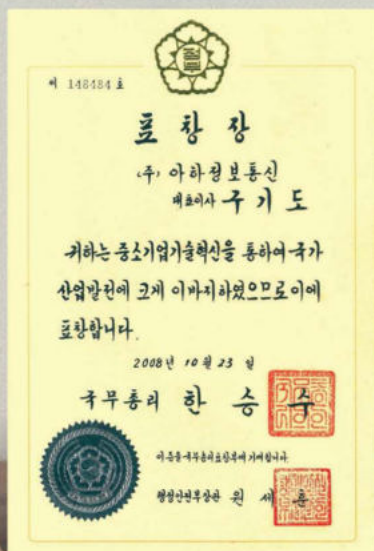 정부
제 148484 호
표창장
(주) 아하정보통신
대표이사 구기도
귀하는 중소기업기술혁신을 통하여 국가
산업발전에 크게 이바지하였으므로 이에
표창합니다.
2008년 10월 23일
국무총리 한승수
이 증을 국무총리표창부에 기재합니다.
행정안전부장관 원세훈